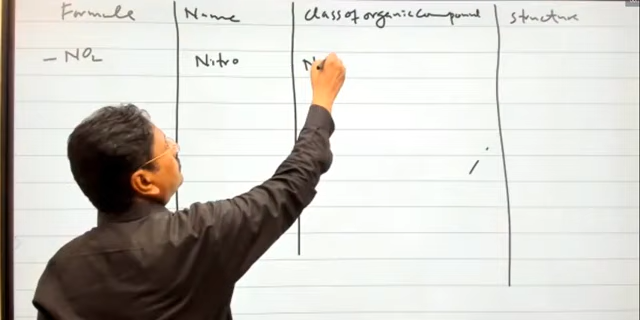 Formula Name Class of organic compound Structure
– NO2 Nitro N